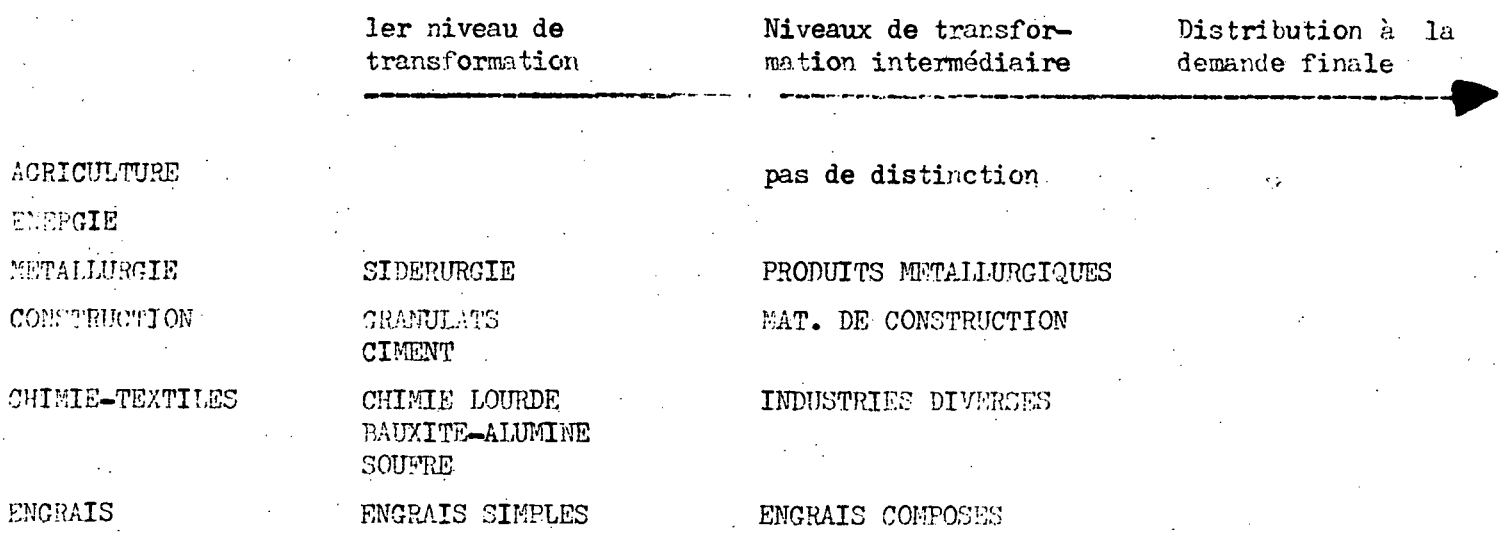 1er niveau de Niveaux de transfor- Distribution à la
transformation mation intermédiaire demande finale
AGRICULTURE pas de distinction
ENERGIE
METALLURGIE SIDERURGIE PRODUITS METALLURGIQUES
CONSTRUCTION GRANULATS MAT. DE CONSTRUCTION
CIMENT
CHIMIE-TEXTILES CHIMIE LOURDE INDUSTRIES DIVERSES
BAUXITE-ALUMINE
SOUFRE
ENGRAIS ENGRAIS SIMPLES ENGRAIS COMPOSES